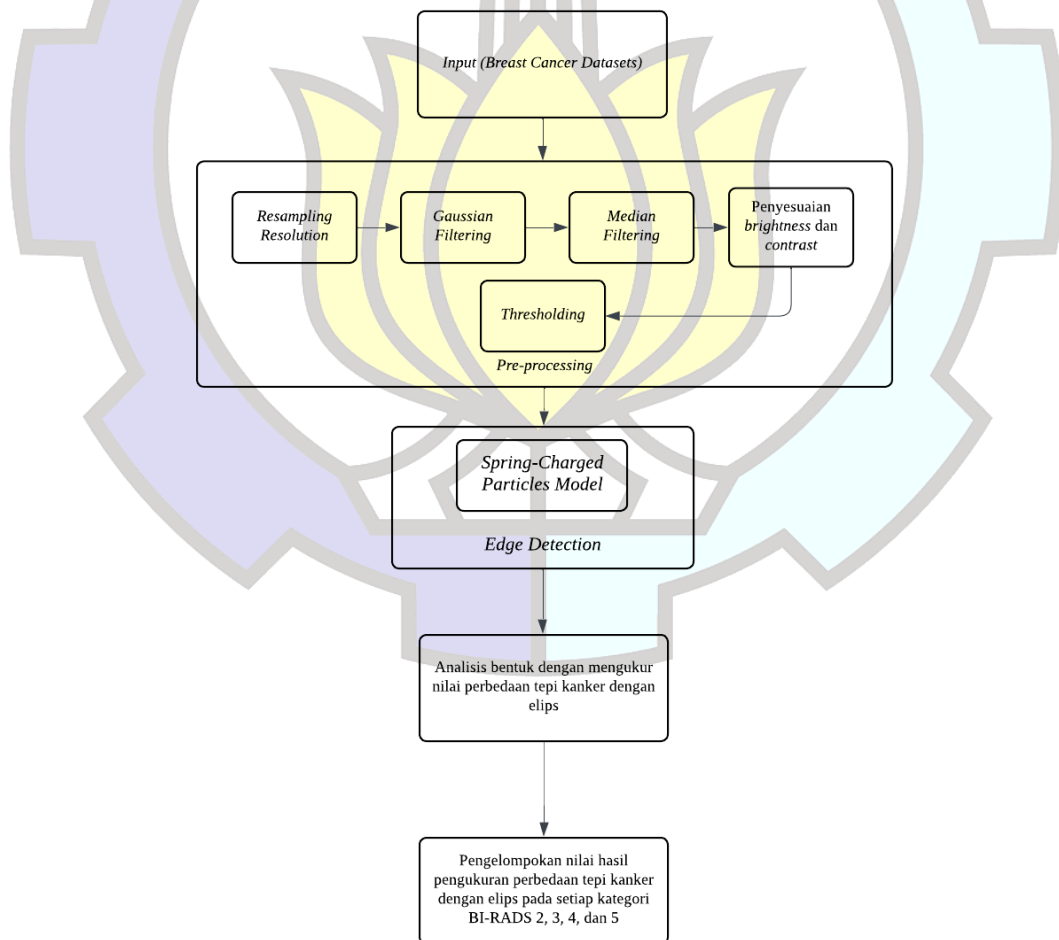 Input (Breast Cancer Datasets)
Resampling
Resolution
Gaussian
Filtering
Median
Filtering
Penyesuaian
brightness dan
contrast
Thresholding
Pre-processing
Spring-Charged
Particles Model
Edge Detection
Analisis bentuk dengan mengukur
nilai perbedaan tepi kanker dengan
elips
Pengelompokan nilai hasil
pengukuran perbedaan tepi kanker
dengan elips pada setiap kategori
BI-RADS 2, 3, 4, dan 5